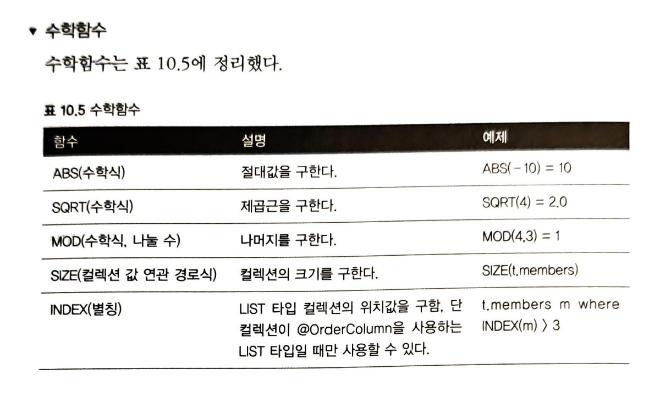 ▼ 수학함수
수학함수는 표 10.5에 정리했다.
표 10.5 수학함수
함수 설명 예제
ABS(수학식) 절대값을 구한다. ABS(-10) = 10
SQRT(수학식) 제곱근을 구한다. SQRT(4) = 2.0
MOD(수학식, 나눌 수) 나머지를 구한다. MOD(4,3) = 1
SIZE(컬렉션 값 연관 경로식) 컬렉션의 크기를 구한다. SIZE(t.members)
INDEX(별칭) LIST 타입 컬렉션의 위치값을 구함, 단 t.members m where
컬렉션이 @OrderColumn을 사용하는 INDEX(m) > 3
LIST 타입일 때만 사용할 수 있다.